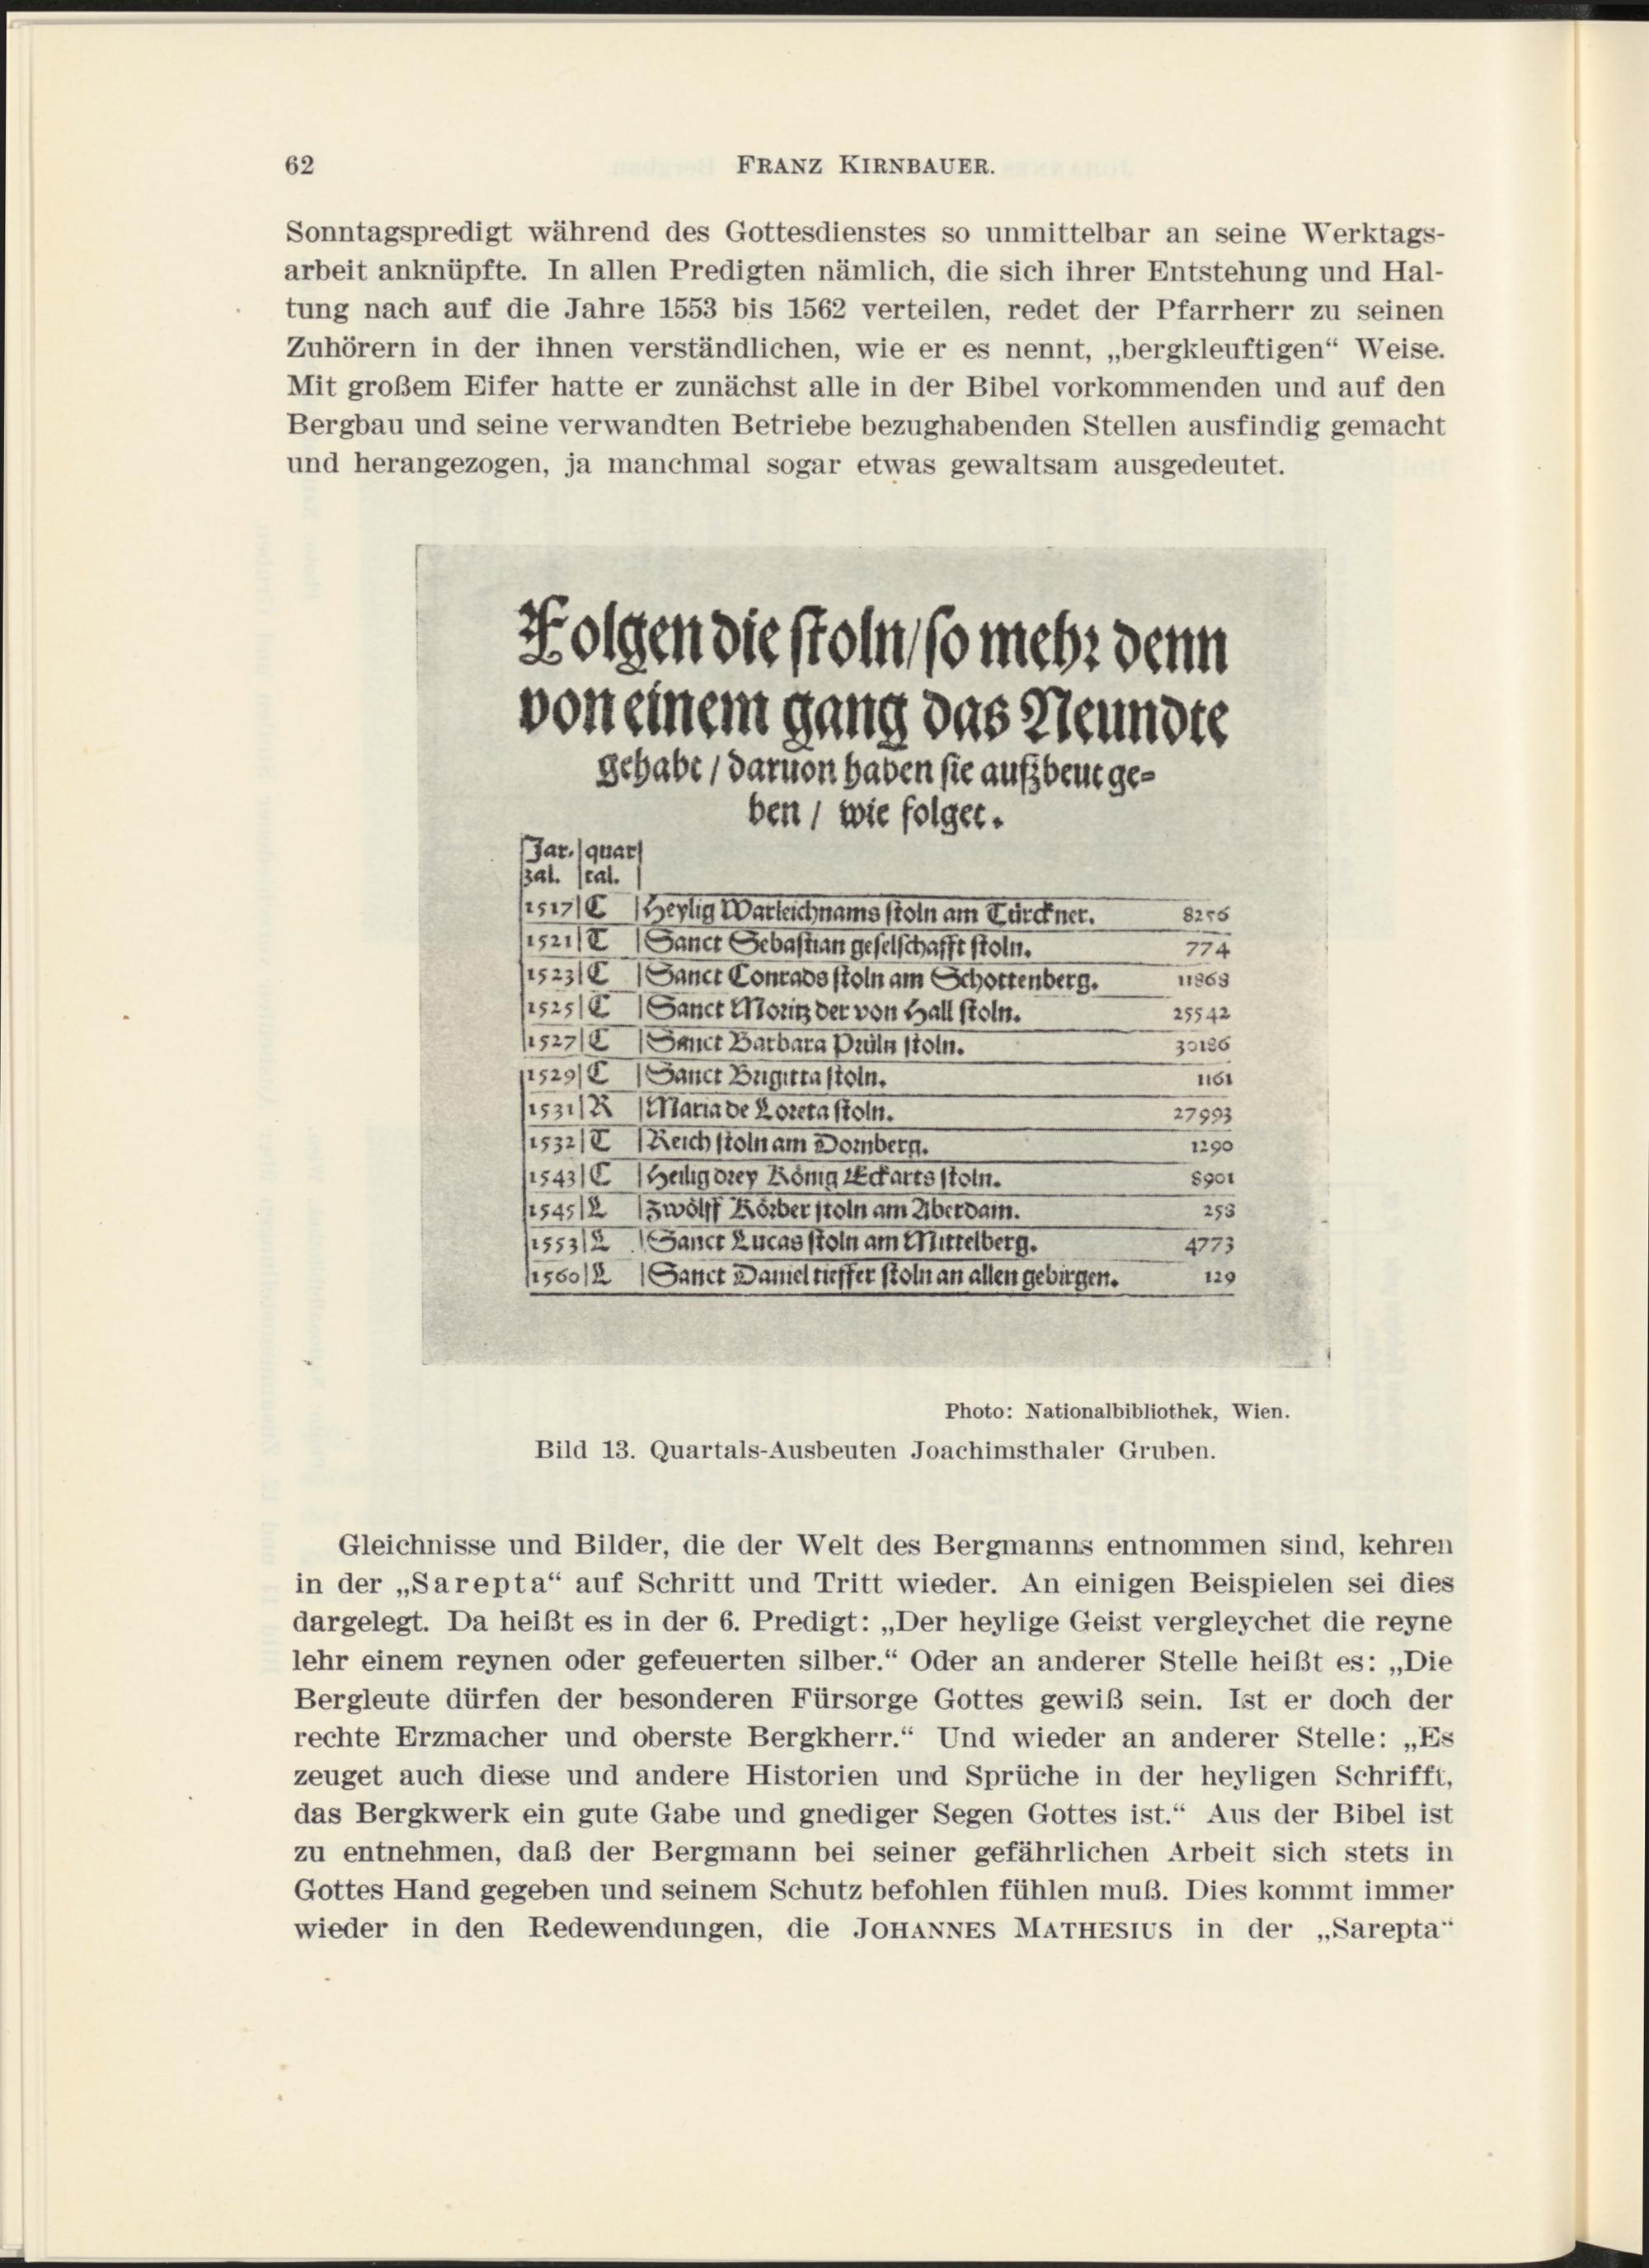 62
FRANZ KIRNBAUER.
Sonntagspredigt während des Gottesdienstes so unmittelbar an seine Werktags-
arbeit anknüpfte. In allen Predigten nämlich, die sich ihrer Entstehung und Hal-
tung nach auf die Jahre 1553 bis 1562 verteilen, redet der Pfarrherr zu seinen
Zuhörern in der ihnen verständlichen, wie er es nennt, „bergkleuftigen“ Weise.
Mit großem Eifer hatte er zunächst alle in der Bibel vorkommenden und auf den
Bergbau und seine verwandten Betriebe bezughabenden Stellen ausfindig gemacht
und herangezogen, ja manchmal sogar etwas gewaltsam ausgedeutet.
Folgen die stoln/so mehr denn
von einem gang das Neundte
gehabt / daruon haben sie außbeut ge-
ben / wie folget.
Jar- quar
zal. tal.
1517 C Heylig Warleichnams stoln am Türckner. 8256
1521 T Sanct Sebastian geselschafft stoln. 774
1523 C Sanct Conrads stoln am Schottenberg. 11868
1525 C Sanct Moritz der von Hall stoln. 25542
1527 C Sanct Barbara stoln. 30186
1529 C Sanct Brigitta stoln. 1161
1531 R Maria de Loreta stoln. 27993
1532 T Reich stoln am Dornberg. 1290
1543 C Heilig drey König Eckarts stoln. 8901
1545 L Zwölff Körber stoln am Aberdam. 258
1553 L Sanct Lucas stoln am Mittelberg. 4773
1560 L Sanct Daniel tieffer stoln an allen gebirgen. 129
Photo: Nationalbibliothek, Wien.
Bild 13. Quartals-Ausbeuten Joachimsthaler Gruben.
Gleichnisse und Bilder, die der Welt des Bergmanns entnommen sind, kehren
in der „Sarepta“ auf Schritt und Tritt wieder. An einigen Beispielen sei dies
dargelegt. Da heißt es in der 6. Predigt: „Der heylige Geist vergleychet die reyne
lehr einem reynen oder gefeuerten silber.“ Oder an anderer Stelle heißt es: „Die
Bergleute dürfen der besonderen Fürsorge Gottes gewiß sein. Ist er doch der
rechte Erzmacher und oberste Bergkherr.“ Und wieder an anderer Stelle: „Es
zeuget auch diese und andere Historien und Sprüche in der heyligen Schrifft,
das Bergkwerk ein gute Gabe und gnediger Segen Gottes ist.“ Aus der Bibel ist
zu entnehmen, daß der Bergmann bei seiner gefährlichen Arbeit sich stets in
Gottes Hand gegeben und seinem Schutz befohlen fühlen muß. Dies kommt immer
wieder in den Redewendungen, die JOHANNES MATHESIUS in der „Sarepta“